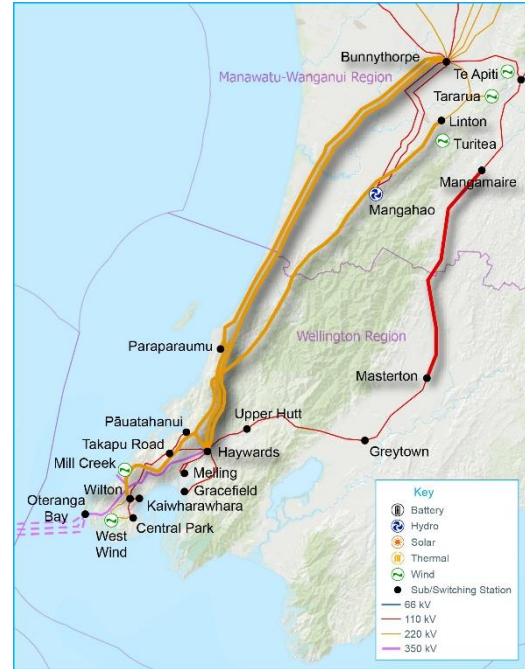 Bunnythorpe
Te Apiti
Manawatu-Wanganui Region
Tararua
Linton
Turitea
Mangamaire
Mangahao
Wellington Region
Paraparaumu
Masterton
Pāuatahanui
Upper Hutt
Takapu Road
Haywards
Greytown
Mill Creek
Melling
Wilton
Gracefield
Oteranga
Bay
Kaiwharawhara
Central Park
West
Wind
Key
Battery
Hydro
Solar
Thermal
Wind
Sub/Switching Station
66 kV
110 kV
220 kV
350 kV